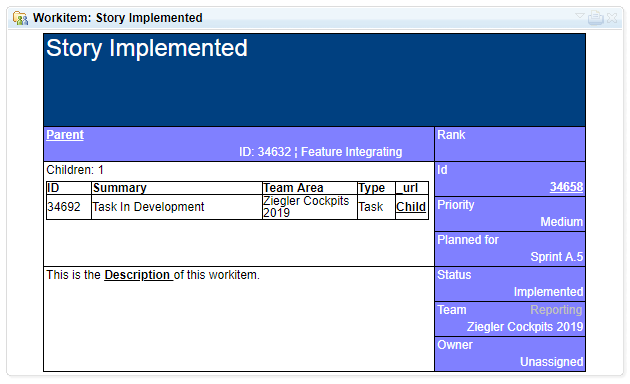 Workitem: Story Implemented
Story Implemented
Parent
ID: 34632 ¦ Feature Integrating
Rank
Children: 1
ID Summary Team Area Type _url
34692 Task In Development Ziegler Cockpits 2019 Task Child
Id
34658
Priority
Medium
Planned for
Sprint A.5
This is the Description of this workitem.
Status
Implemented
Team Reporting
Ziegler Cockpits 2019
Owner
Unassigned